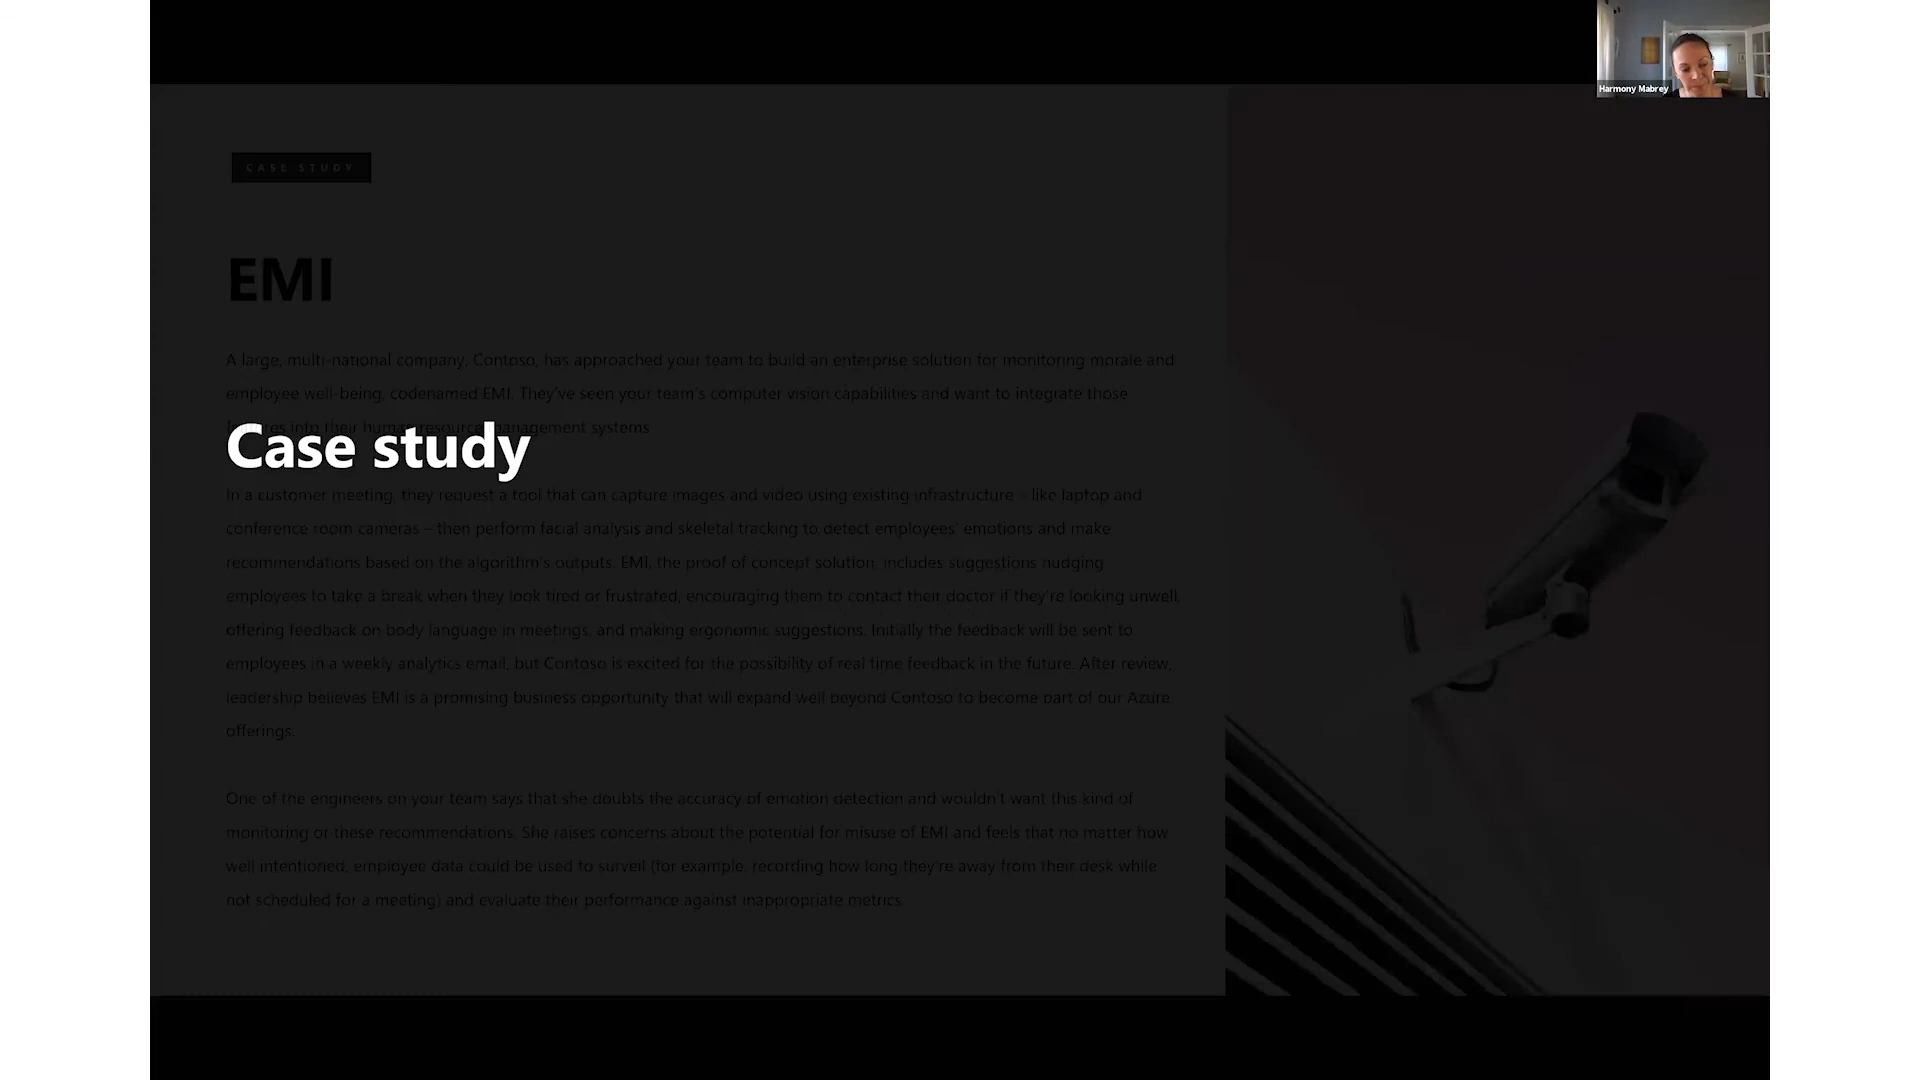 Harmony Mabrey
CASE STUDY
EMI
A large, multi-national company, Contoso, has approached your team to build an enterprise solution for monitoring morale and
employee well-being, codenamed EMI. They've seen your team's computer vision capabilities and want to integrate those
into their human resource management systems
Case study
In a customer meeting, they request a tool that can capture images and video using existing infrastructure – like laptop and
conference room cameras – then perform facial analysis and skeletal tracking to detect employees' emotions and make
recommendations based on the algorithm's outputs. EMI, the proof of concept solution, includes suggestions nudging
employees to take a break when they look tired or frustrated, encouraging them to contact their doctor if they're looking unwell,
offering feedback on body language in meetings, and making ergonomic suggestions. Initially the feedback will be sent to
employees in a weekly analytics email, but Contoso is excited for the possibility of real time feedback in the future. After review,
leadership believes EMI is a promising business opportunity that will expand well beyond Contoso to become part of our Azure
offerings.
One of the engineers on your team says that she doubts the accuracy of emotion detection and wouldn't want this kind of
monitoring or these recommendations. She raises concerns about the potential for misuse of EMI and feels that no matter how
well intentioned, employee data could be used to surveil (for example, recording how long they're away from their desk while
not scheduled for a meeting) and evaluate their performance against inappropriate metrics.